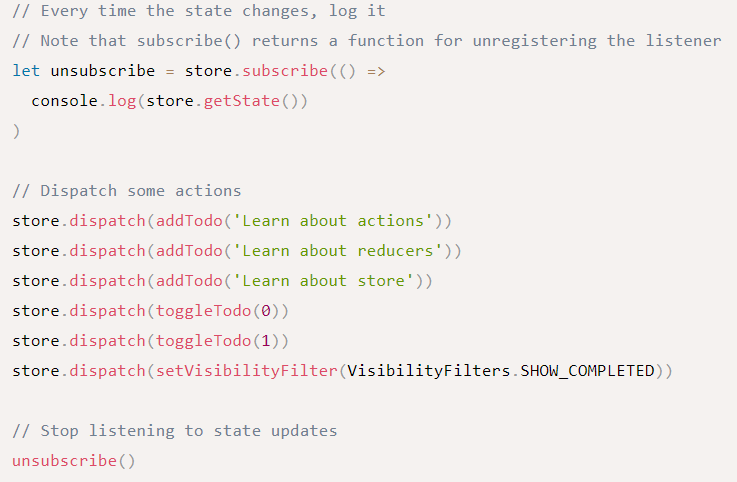 // Every time the state changes, log it
// Note that subscribe() returns a function for unregistering the listener
let unsubscribe = store.subscribe(() =>
  console.log(store.getState())
)

// Dispatch some actions
store.dispatch(addTodo('Learn about actions'))
store.dispatch(addTodo('Learn about reducers'))
store.dispatch(addTodo('Learn about store'))
store.dispatch(toggleTodo(0))
store.dispatch(toggleTodo(1))
store.dispatch(setVisibilityFilter(VisibilityFilters.SHOW_COMPLETED))

// Stop listening to state updates
unsubscribe()